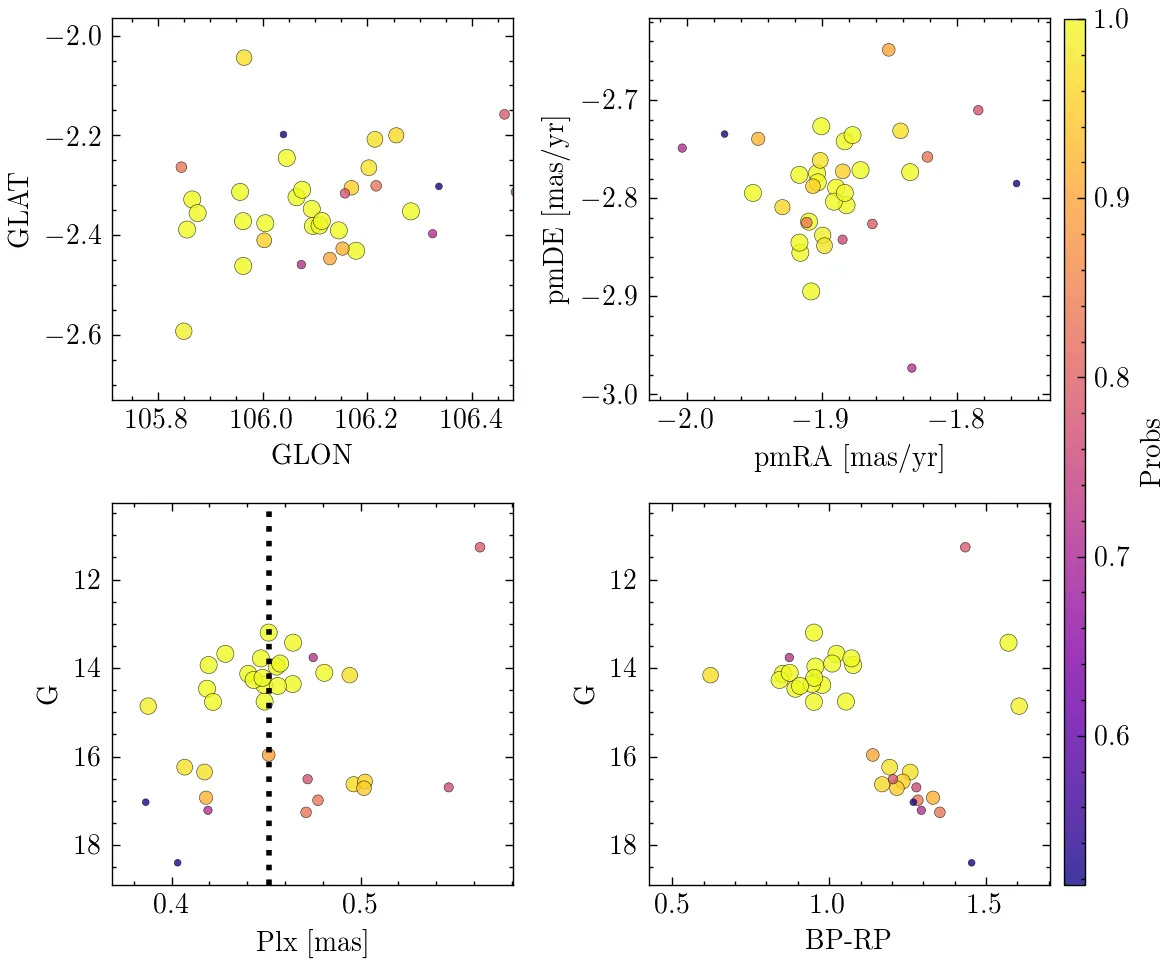 −2.0
−2.2
−2.4
−2.6
GLAT
105.8 106.0 106.2 106.4
GLON
−2.7
−2.8
−2.9
−3.0
pmDE [mas/yr]
−2.0 −1.9 −1.8
pmRA [mas/yr]
1.0
0.9
0.8
0.7
0.6
Probs
12
14
16
18
G
0.4 0.5
Plx [mas]
12
14
16
18
G
0.5 1.0 1.5
BP-RP